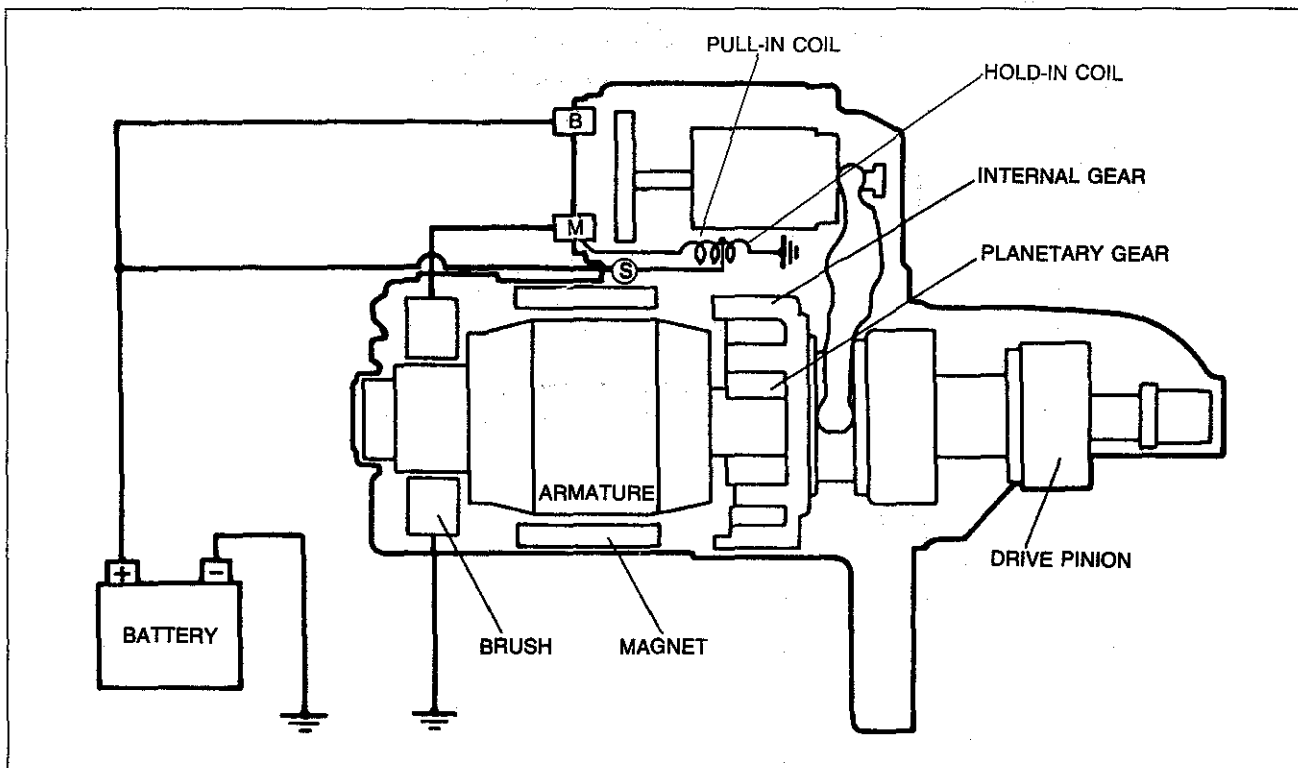 PULL-IN COIL
HOLD-IN COIL
B
INTERNAL GEAR
M
PLANETARY GEAR
S
ARMATURE
DRIVE PINION
+ −
BATTERY
BRUSH
MAGNET